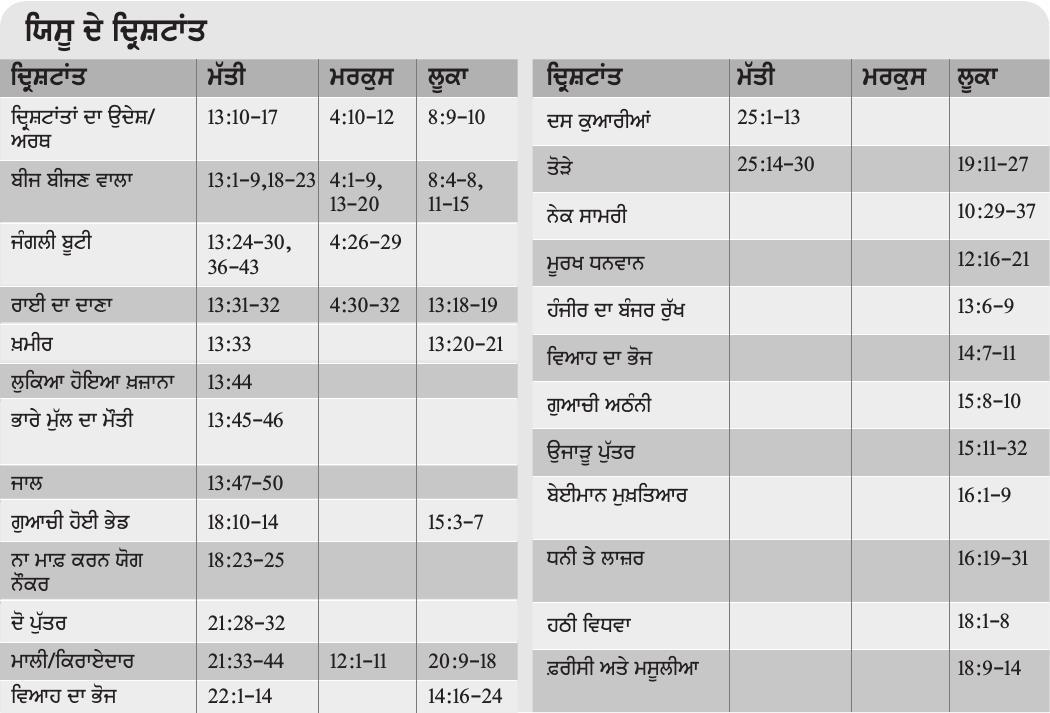 ਯਿਸੂ ਦੇ ਦ੍ਰਿਸ਼ਟਾਂਤ
ਦ੍ਰਿਸ਼ਟਾਂਤ ਮੱਤੀ ਮਰਕੁਸ ਲੂਕਾ
ਦ੍ਰਿਸ਼ਟਾਂਤਾਂ ਦਾ ਉਦੇਸ਼/ 13:10–17 4:10–12 8:9–10
ਅਰਥ
ਬੀਜ ਬੀਜਣ ਵਾਲਾ 13:1–9,18–23 4:1–9, 8:4–8,
13–20 11–15
ਜੰਗਲੀ ਬੂਟੀ 13:24–30, 4:26–29
36–43
ਰਾਈ ਦਾ ਦਾਣਾ 13:31–32 4:30–32 13:18–19
ਖ਼ਮੀਰ 13:33 13:20–21
ਲੁਕਿਆ ਹੋਇਆ ਖ਼ਜ਼ਾਨਾ 13:44
ਭਾਰੇ ਮੁੱਲ ਦਾ ਮੌਤੀ 13:45–46
ਜਾਲ 13:47–50
ਗੁਆਚੀ ਹੋਈ ਭੇਡ 18:10–14 15:3–7
ਨਾ ਮਾਫ਼ ਕਰਨ ਯੋਗ 18:23–25
ਨੌਕਰ
ਦੋ ਪੁੱਤਰ 21:28–32
ਮਾਲੀ/ਕਿਰਾਏਦਾਰ 21:33–44 12:1–11 20:9–18
ਵਿਆਹ ਦਾ ਭੋਜ 22:1–14 14:16–24
ਦ੍ਰਿਸ਼ਟਾਂਤ ਮੱਤੀ ਮਰਕੁਸ ਲੂਕਾ
ਦਸ ਕੁਆਰੀਆਂ 25:1–13
ਤੋੜੇ 25:14–30 19:11–27
ਨੇਕ ਸਾਮਰੀ 10:29–37
ਮੂਰਖ ਧਨਵਾਨ 12:16–21
ਹੰਜੀਰ ਦਾ ਬੰਜਰ ਰੁੱਖ 13:6–9
ਵਿਆਹ ਦਾ ਭੋਜ 14:7–11
ਗੁਆਚੀ ਅਠੰਨੀ 15:8–10
ਉਜਾੜੂ ਪੁੱਤਰ 15:11–32
ਬੇਈਮਾਨ ਮੁਖ਼ਤਿਆਰ 16:1–9
ਧਨੀ ਤੇ ਲਾਜ਼ਰ 16:19–31
ਹਠੀ ਵਿਧਵਾ 18:1–8
ਫ਼ਰੀਸੀ ਅਤੇ ਮਸੂਲੀਆ 18:9–14